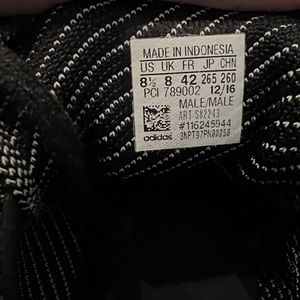 MADE IN INDONESIA
US UK FR JP CHN
8½ 8 42 265 260
PCI 789002 12/16
MALE/MALE
ART S82243
#116245944
adidas